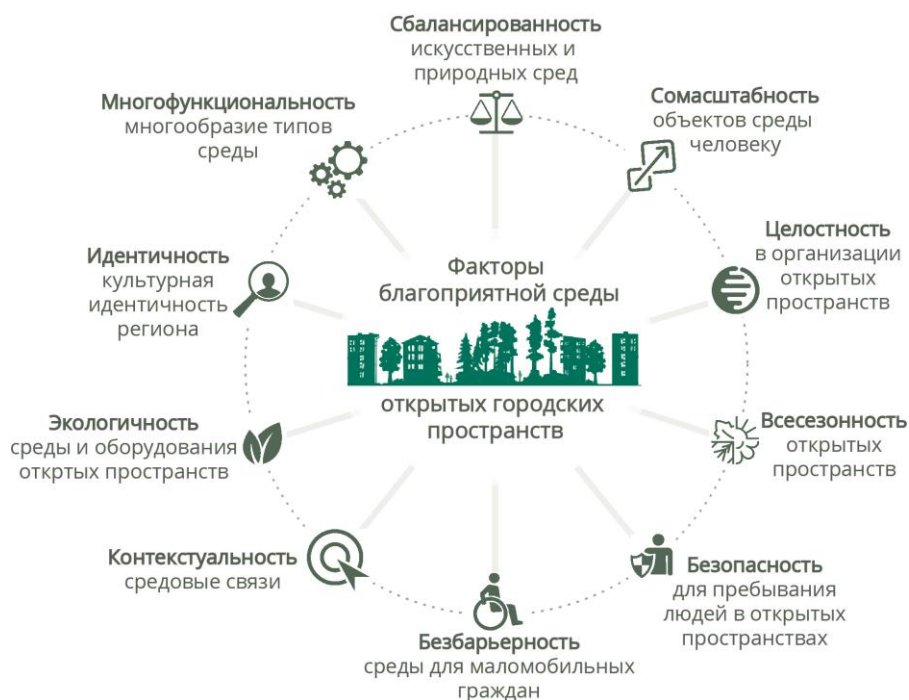 Сбалансированность
искусственных и
природных сред
Многофункциональность
многообразие типов
среды
Сомасштабность
объектов среды
человеку
Идентичность
культурная
идентичность
региона
Факторы
благоприятной среды
открытых городских
пространств
Целостность
в организации
открытых
пространств
Экологичность
среды и оборудования
откртых пространств
Всесезонность
открытых
пространств
Контекстуальность
средовые связи
Безбарьерность
среды для маломобильных
граждан
Безопасность
для пребывания
людей в открытых
пространствах